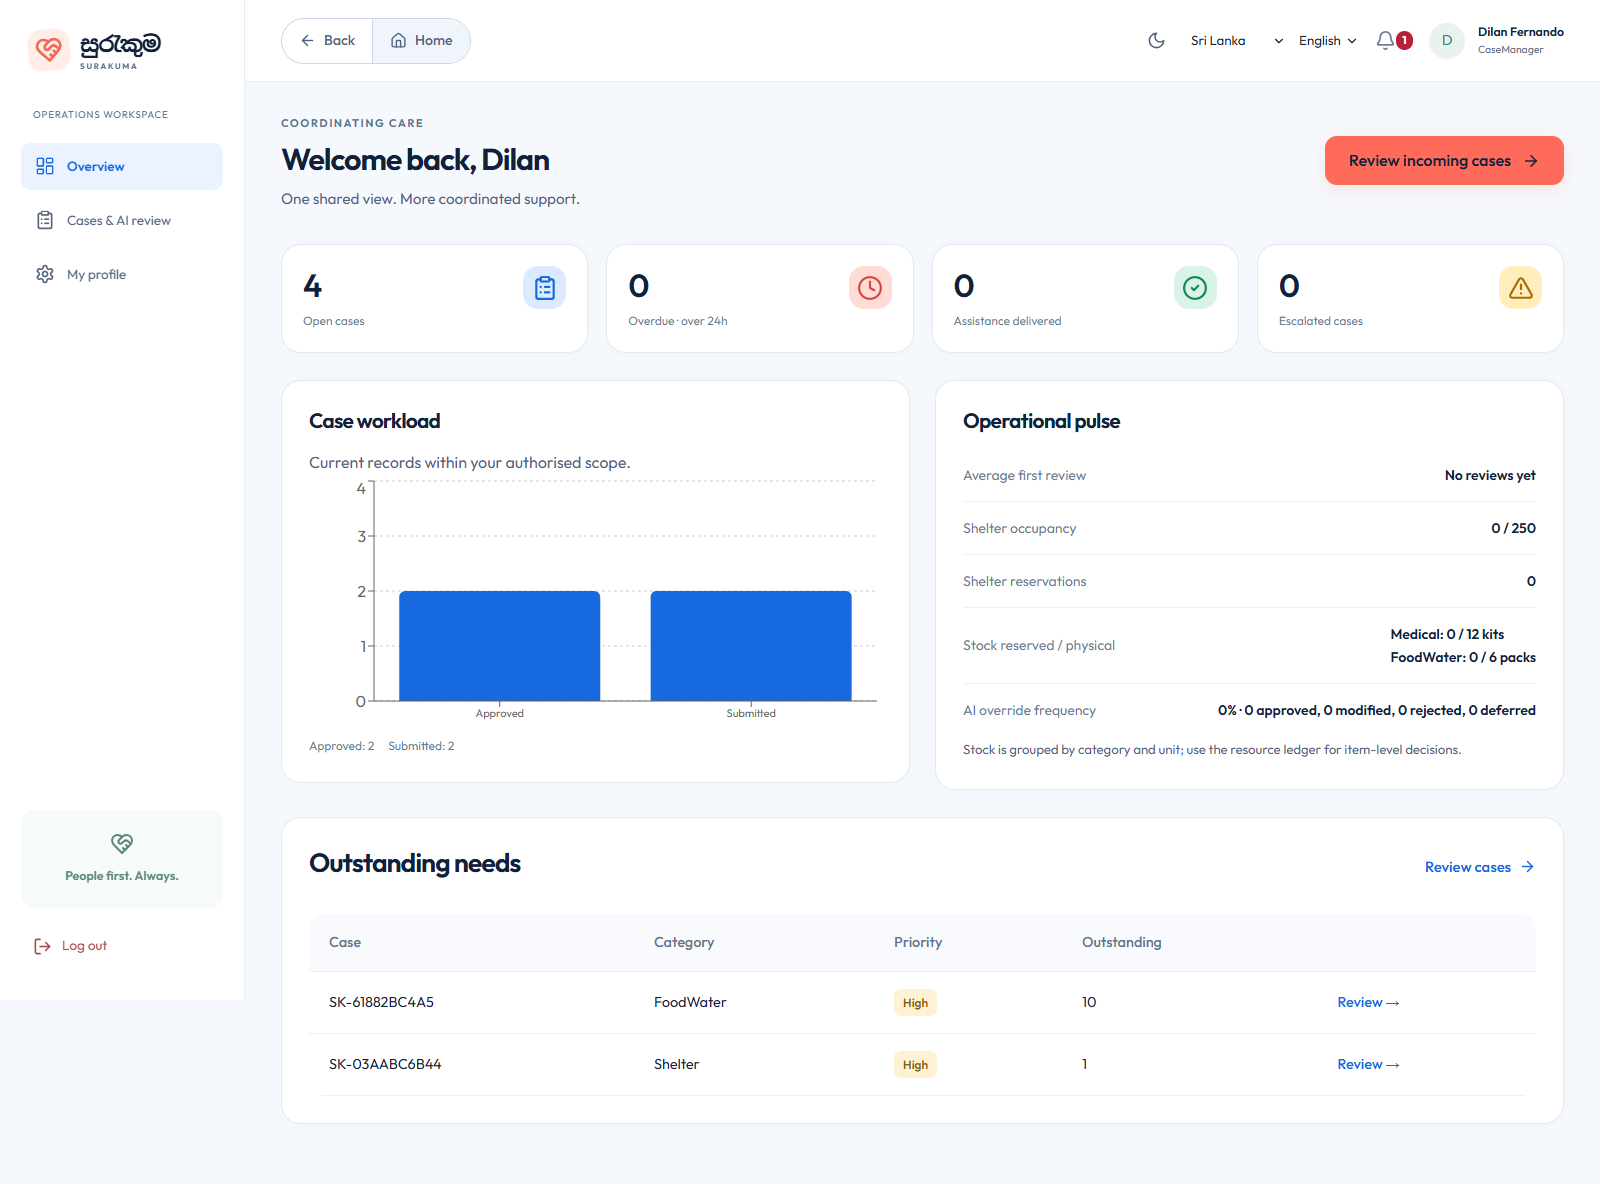 සුරැකුම
SURAKUMA
OPERATIONS WORKSPACE
Overview
Cases & AI review
My profile
People first. Always.
Log out
Back
Home
Sri Lanka
English
1
D
Dilan Fernando
CaseManager
COORDINATING CARE
Welcome back, Dilan
One shared view. More coordinated support.
Review incoming cases →
4
Open cases
0
Overdue · over 24h
0
Assistance delivered
0
Escalated cases
Case workload
Current records within your authorised scope.
4
3
2
1
0
Approved Submitted
Approved: 2 Submitted: 2
Operational pulse
Average first review No reviews yet
Shelter occupancy 0 / 250
Shelter reservations 0
Stock reserved / physical Medical: 0 / 12 kits
FoodWater: 0 / 6 packs
AI override frequency 0% · 0 approved, 0 modified, 0 rejected, 0 deferred
Stock is grouped by category and unit; use the resource ledger for item-level decisions.
Outstanding needs
Review cases →
Case Category Priority Outstanding
SK-61882BC4A5 FoodWater High 10 Review →
SK-03AABC6B44 Shelter High 1 Review →